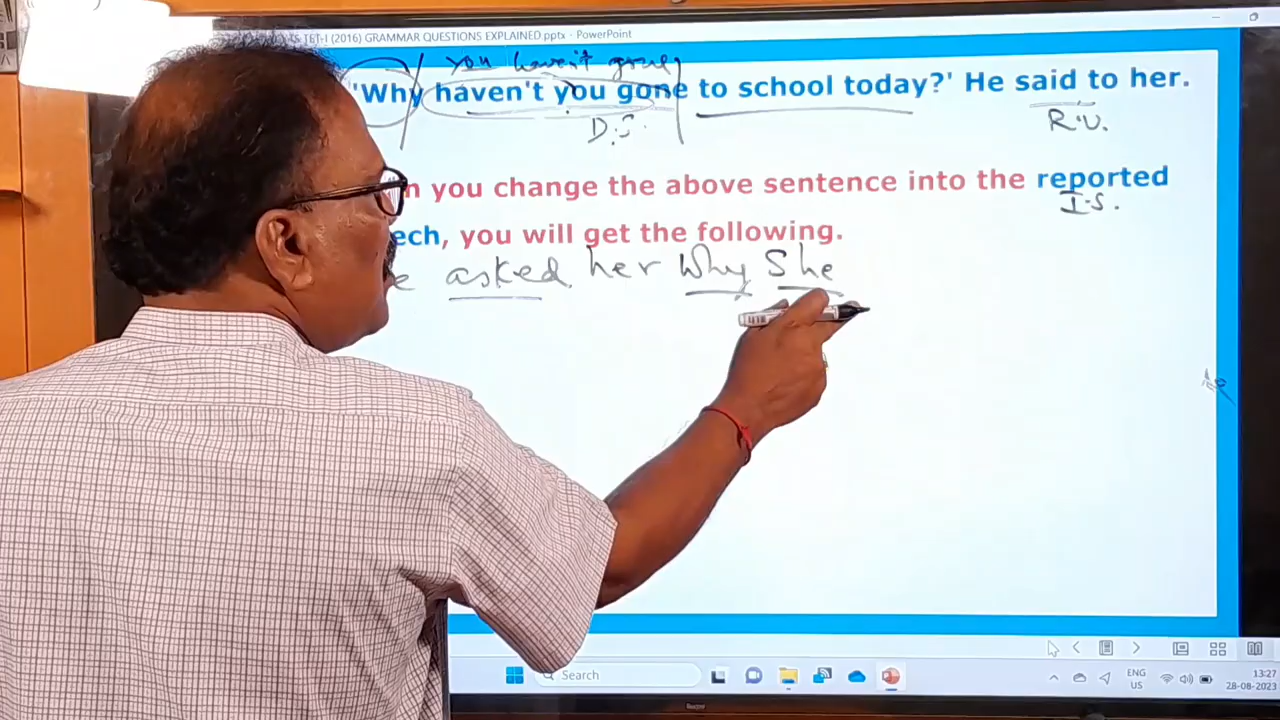 TET-I (2016) GRAMMAR QUESTIONS EXPLAINED.pptx - PowerPoint
you haven't gone
'Why haven't you gone to school today?' He said to her.
D.S.
R.V.
you change the above sentence into the reported
I.S.
ech, you will get the following.
asked her why She
Search
ENG
US
13:27
28-08-2023